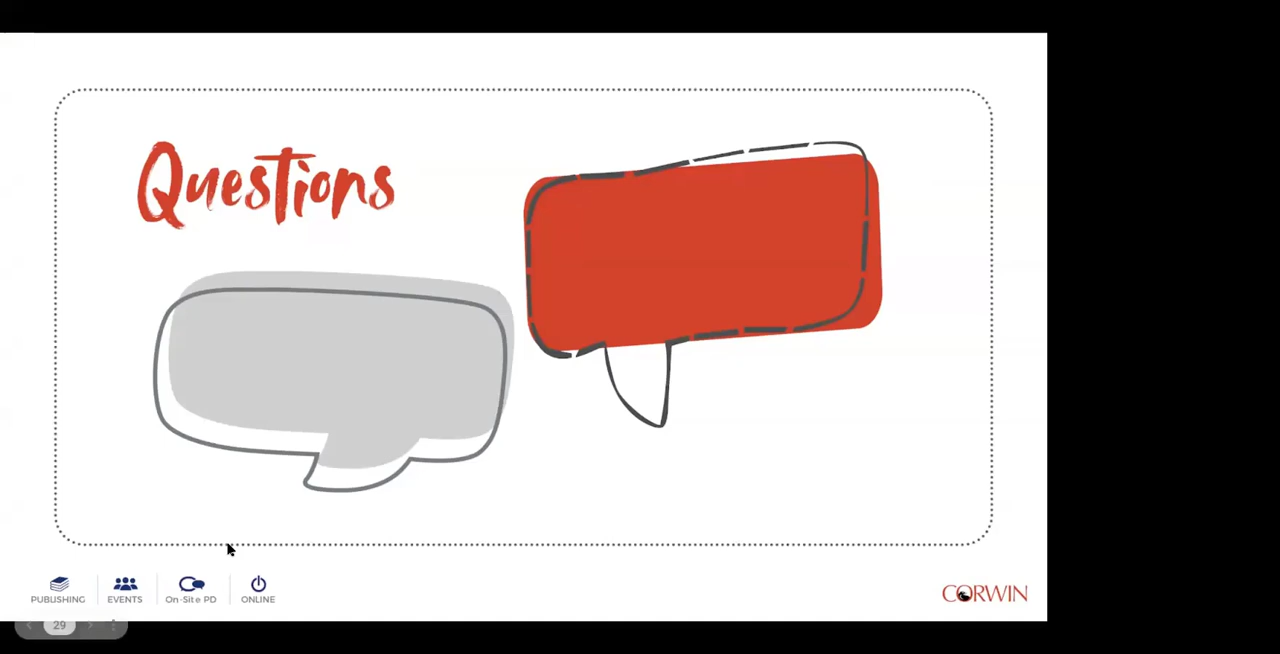 Questions
PUBLISHING
EVENTS
On-Site PD
ONLINE
CORWIN
29